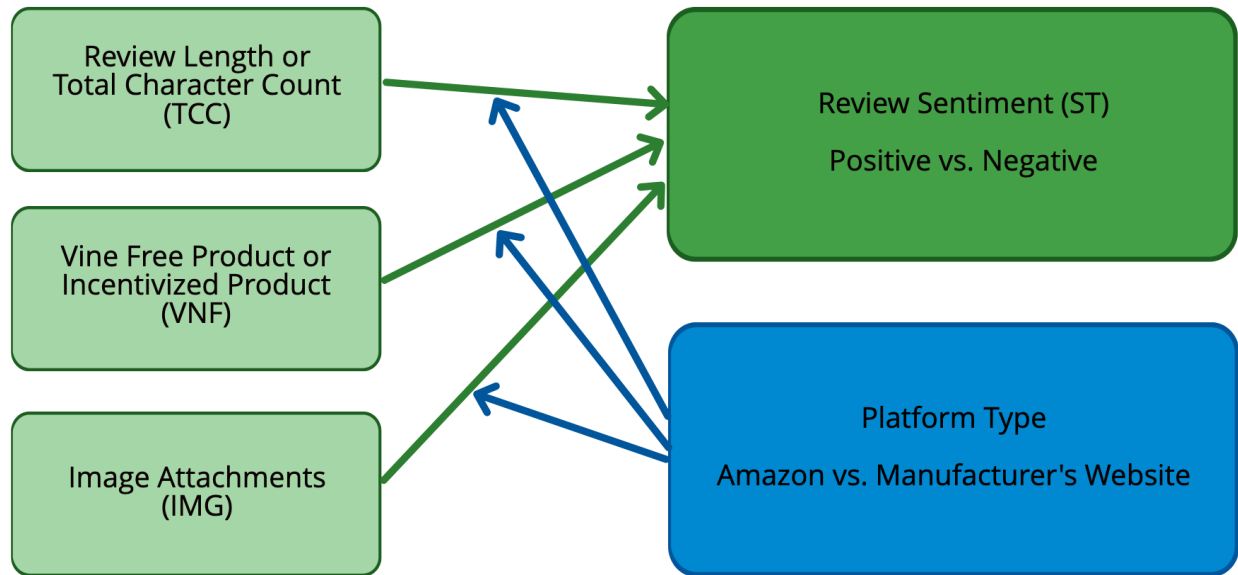 Review Length or
Total Character Count
(TCC)
Vine Free Product or
Incentivized Product
(VNF)
Image Attachments
(IMG)
Review Sentiment (ST)
Positive vs. Negative
Platform Type
Amazon vs. Manufacturer's Website